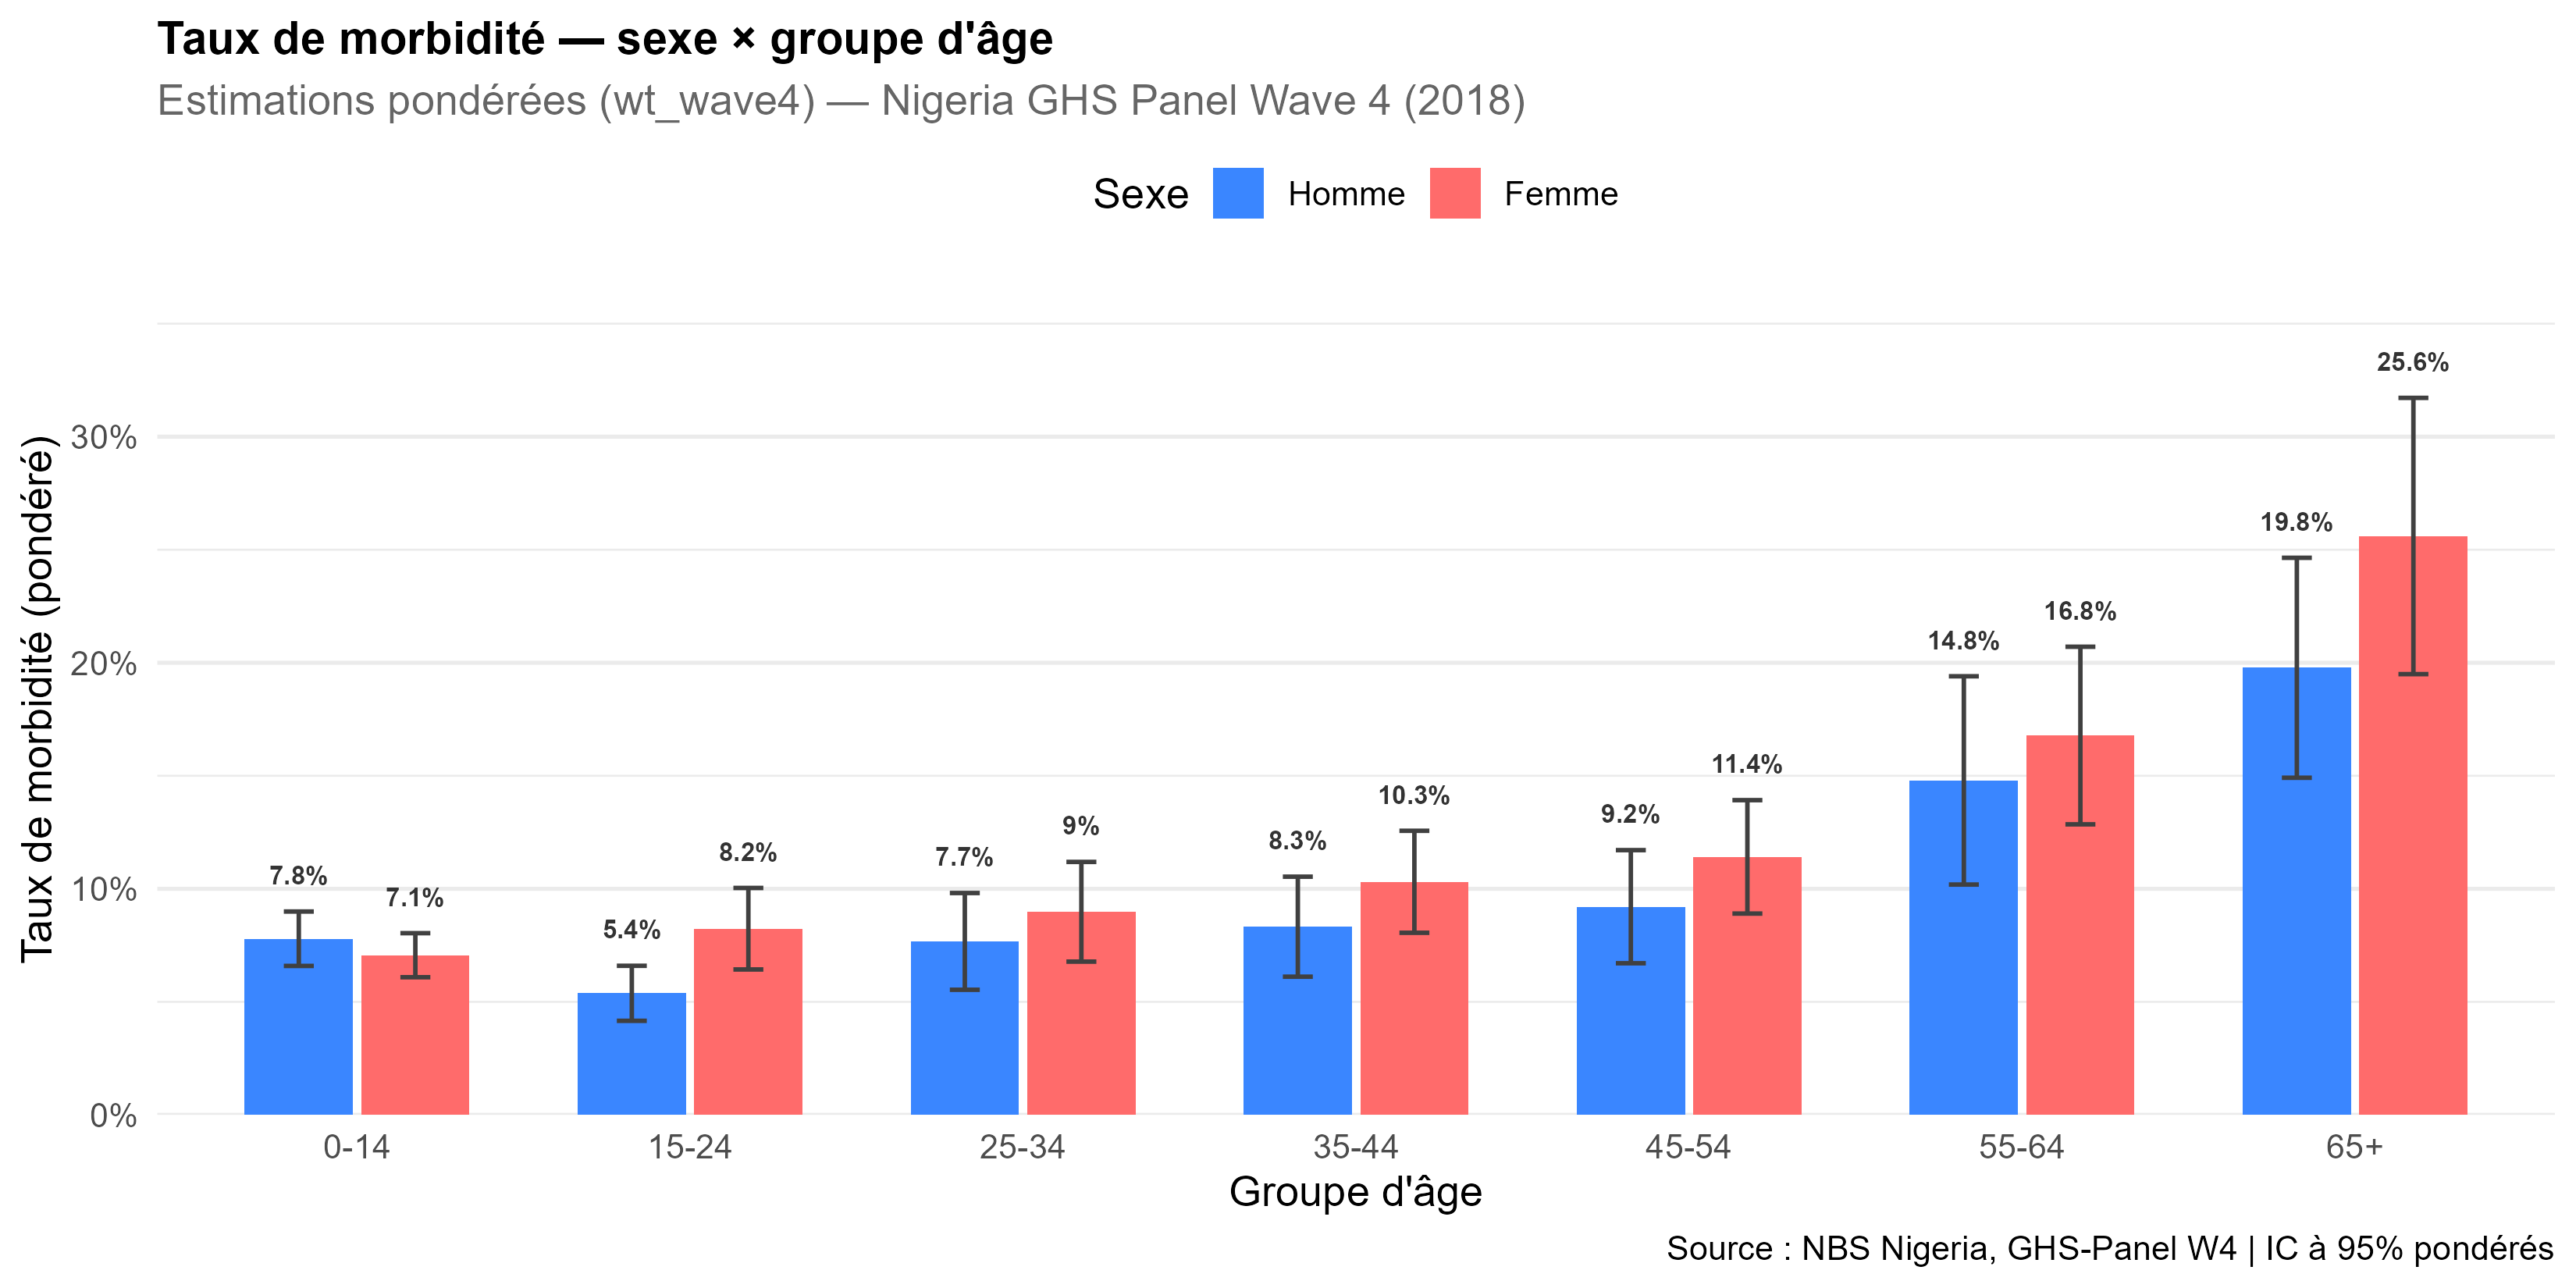 Taux de morbidité — sexe × groupe d'âge
Estimations pondérées (wt_wave4) — Nigeria GHS Panel Wave 4 (2018)
Sexe Homme Femme
Taux de morbidité (pondéré)
30%
20%
10%
0%
7.8%
7.1%
5.4%
8.2%
7.7%
9%
8.3%
10.3%
9.2%
11.4%
14.8%
16.8%
19.8%
25.6%
0-14 15-24 25-34 35-44 45-54 55-64 65+
Groupe d'âge
Source : NBS Nigeria, GHS-Panel W4 | IC à 95% pondérés